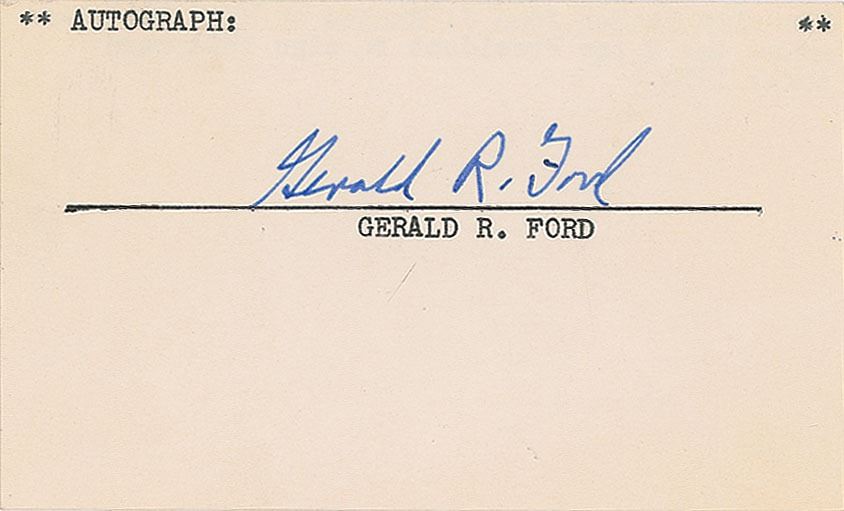 ** AUTOGRAPH: **
Gerald R. Ford
GERALD R. FORD